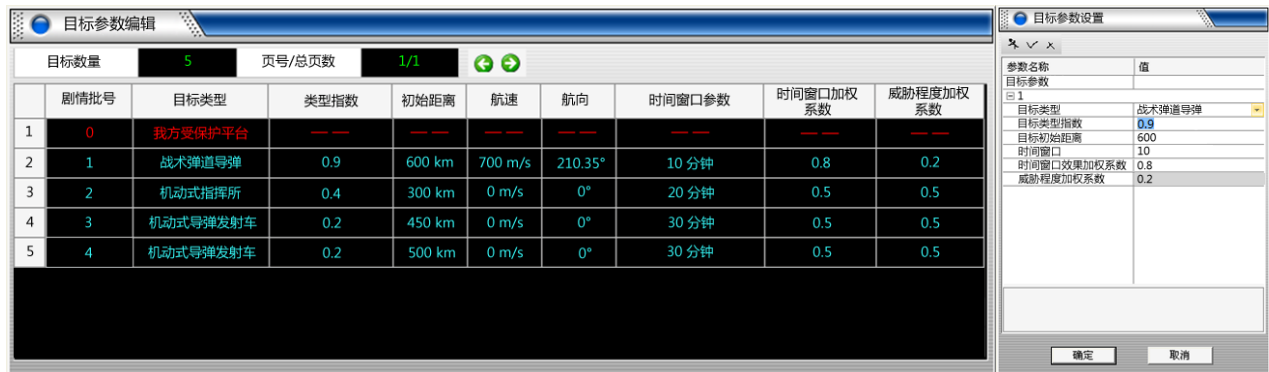 目标参数编辑
目标数量 5 页号/总页数 1/1
剧情批号 目标类型 类型指数 初始距离 航速 航向 时间窗口参数 时间窗口加权系数 威胁程度加权系数
1 0 我方受保护平台 —— —— —— —— —— —— ——
2 1 战术弹道导弹 0.9 600 km 700 m/s 210.35° 10 分钟 0.8 0.2
3 2 机动式指挥所 0.4 300 km 0 m/s 0° 20 分钟 0.5 0.5
4 3 机动式导弹发射车 0.2 450 km 0 m/s 0° 30 分钟 0.5 0.5
5 4 机动式导弹发射车 0.2 500 km 0 m/s 0° 30 分钟 0.5 0.5
目标参数设置
参数名称 值
目标参数
1
目标类型 战术弹道导弹
目标类型指数 0.9
目标初始距离 600
时间窗口 10
时间窗口效果加权系数 0.8
威胁程度加权系数 0.2
确定 取消